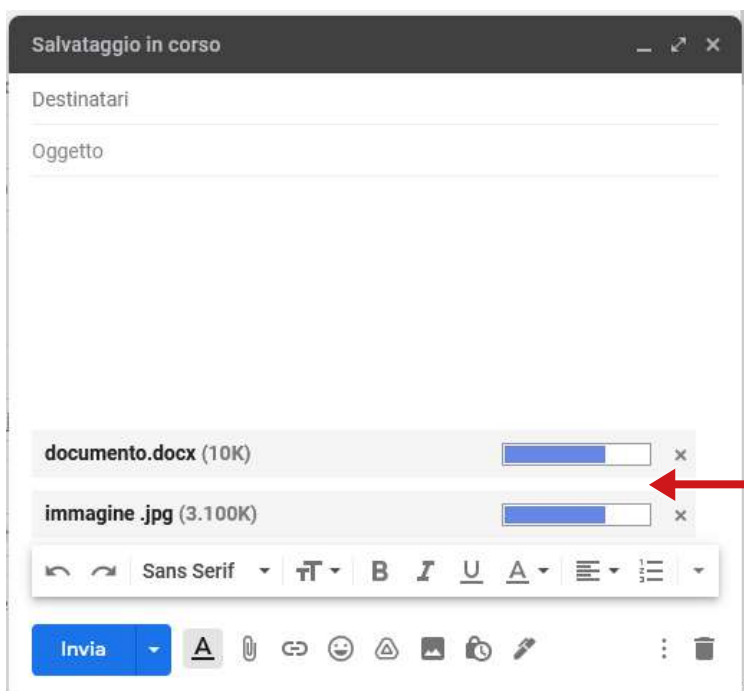 Salvataggio in corso
Destinatari
Oggetto
documento.docx (10K)
immagine .jpg (3.100K)
Sans Serif B I U A
Invia A